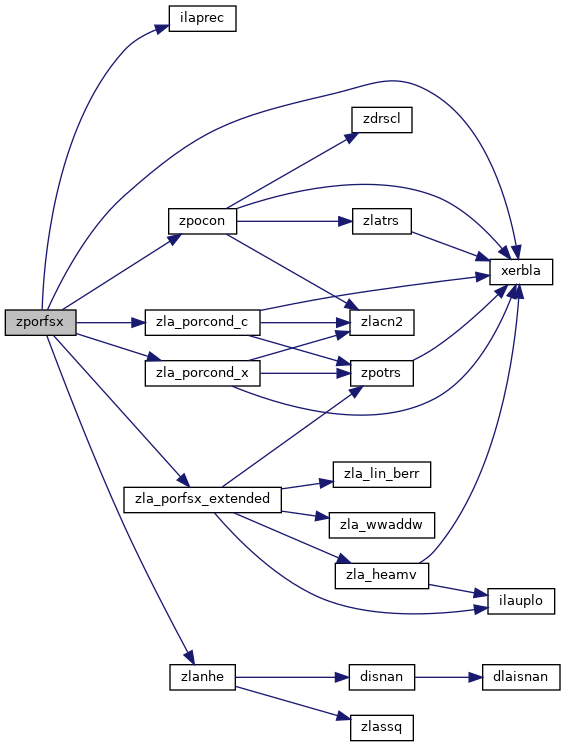 ilaprec
zdrscl
zpocon
zlatrs
xerbla
zporfsx
zla_porcond_c
zlacn2
zla_porcond_x
zpotrs
zla_lin_berr
zla_porfsx_extended
zla_wwaddw
zla_heamv
ilauplo
zlanhe
disnan
dlaisnan
zlassq